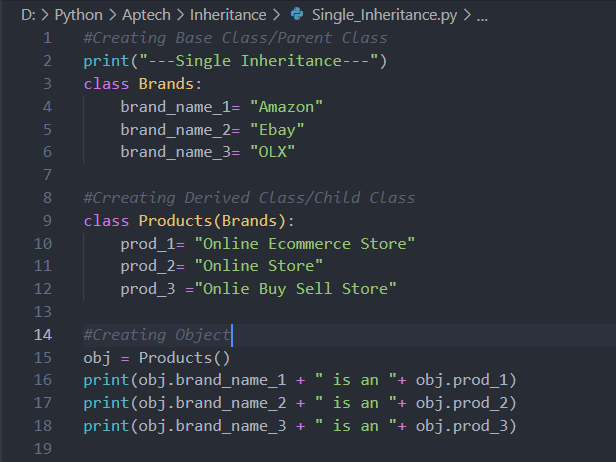 D: > Python > Aptech > Inheritance > Single_Inheritance.py > ...
1 #Creating Base Class/Parent Class
2 print("---Single Inheritance---")
3 class Brands:
4     brand_name_1= "Amazon"
5     brand_name_2= "Ebay"
6     brand_name_3= "OLX"
7
8 #Crreating Derived Class/Child Class
9 class Products(Brands):
10     prod_1= "Online Ecommerce Store"
11     prod_2= "Online Store"
12     prod_3 ="Onlie Buy Sell Store"
13
14 #Creating Object
15 obj = Products()
16 print(obj.brand_name_1 + " is an "+ obj.prod_1)
17 print(obj.brand_name_2 + " is an "+ obj.prod_2)
18 print(obj.brand_name_3 + " is an "+ obj.prod_3)
19